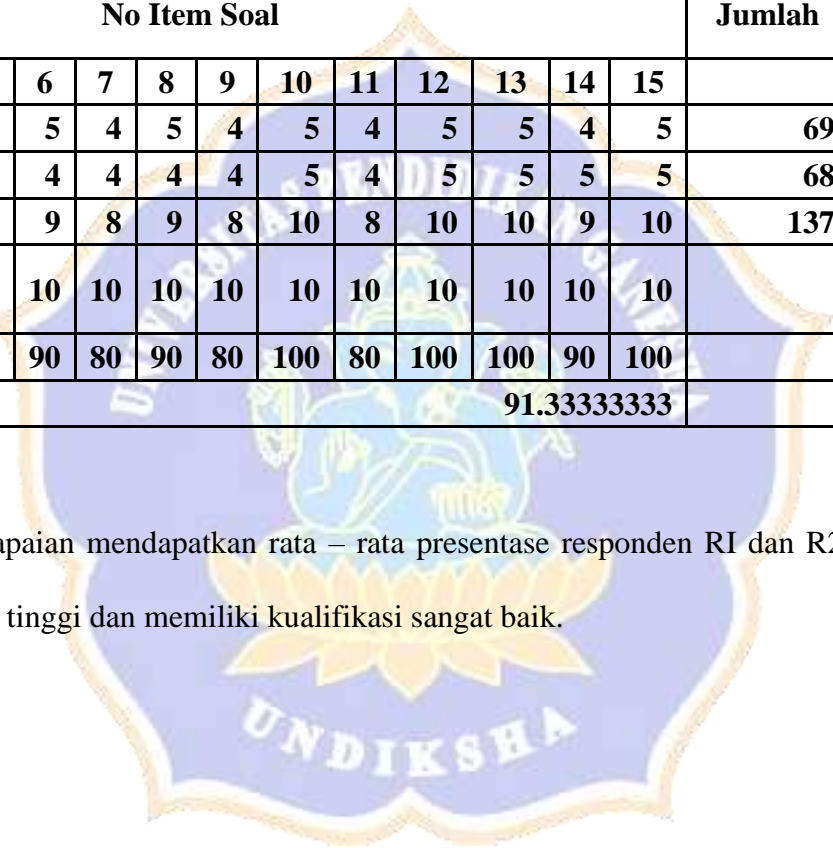 No Item Soal Jumlah
6 7 8 9 10 11 12 13 14 15
5 4 5 4 5 4 5 5 4 5 69
4 4 4 4 5 4 5 5 5 5 68
9 8 9 8 10 8 10 10 9 10 137
10 10 10 10 10 10 10 10 10 10
90 80 90 80 100 80 100 100 90 100
91.33333333
apaian mendapatkan rata – rata presentase responden RI dan R2
tinggi dan memiliki kualifikasi sangat baik.
UNIVERSITAS PENDIDIKAN GANESHA
UNDIKSHA